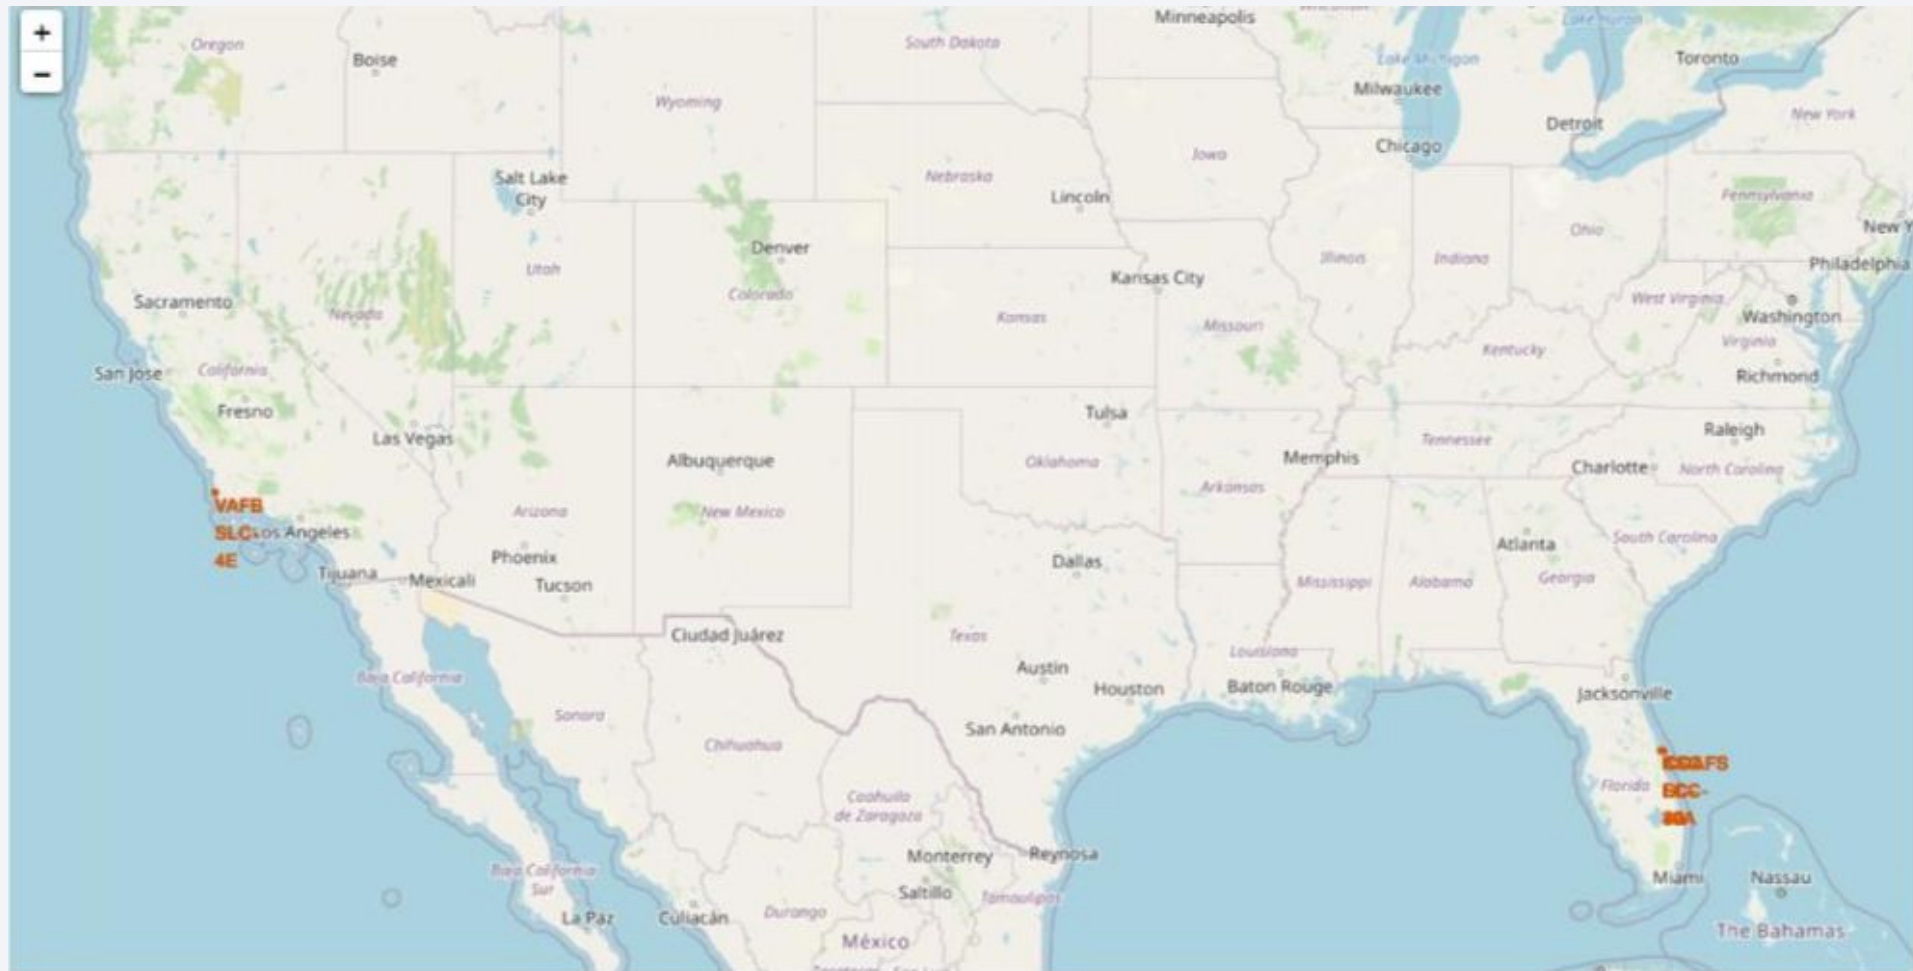 +
−
Minneapolis
Oregon
Boise
South Dakota
Lake Huron
Toronto
Lake Michigan
Milwaukee
Wyoming
New York
Detroit
Chicago
Iowa
Salt Lake
City
Nebraska
Lincoln
Pennsylvania
New Y
Denver
Ohio
Utah
Illinois
Indiana
Philadelphia
Kansas City
Colorado
Sacramento
Nevada
Kansas
Missouri
West Virginia
Washington
Virginia
Kentucky
San Jose
California
Richmond
Fresno
Tulsa
Las Vegas
Raleigh
Tennessee
Albuquerque
Oklahoma
Memphis
Charlotte
North Carolina
Arkansas
VAFB
SLC-
4E
Los Angeles
Arizona
New Mexico
Phoenix
Atlanta
South Carolina
Dallas
Tijuana
Mexicali
Tucson
Mississippi
Alabama
Georgia
Ciudad Juárez
Texas
Louisiana
Austin
Baja California
Houston
Baton Rouge
Jacksonville
Sonora
San Antonio
Chihuahua
Florida
Coahuila
de Zaragoza
Monterrey
Reynosa
Baja California
Sur
Saltillo
Tamaulipas
Miami
Nassau
La Paz
Culiacán
Durango
México
The Bahamas